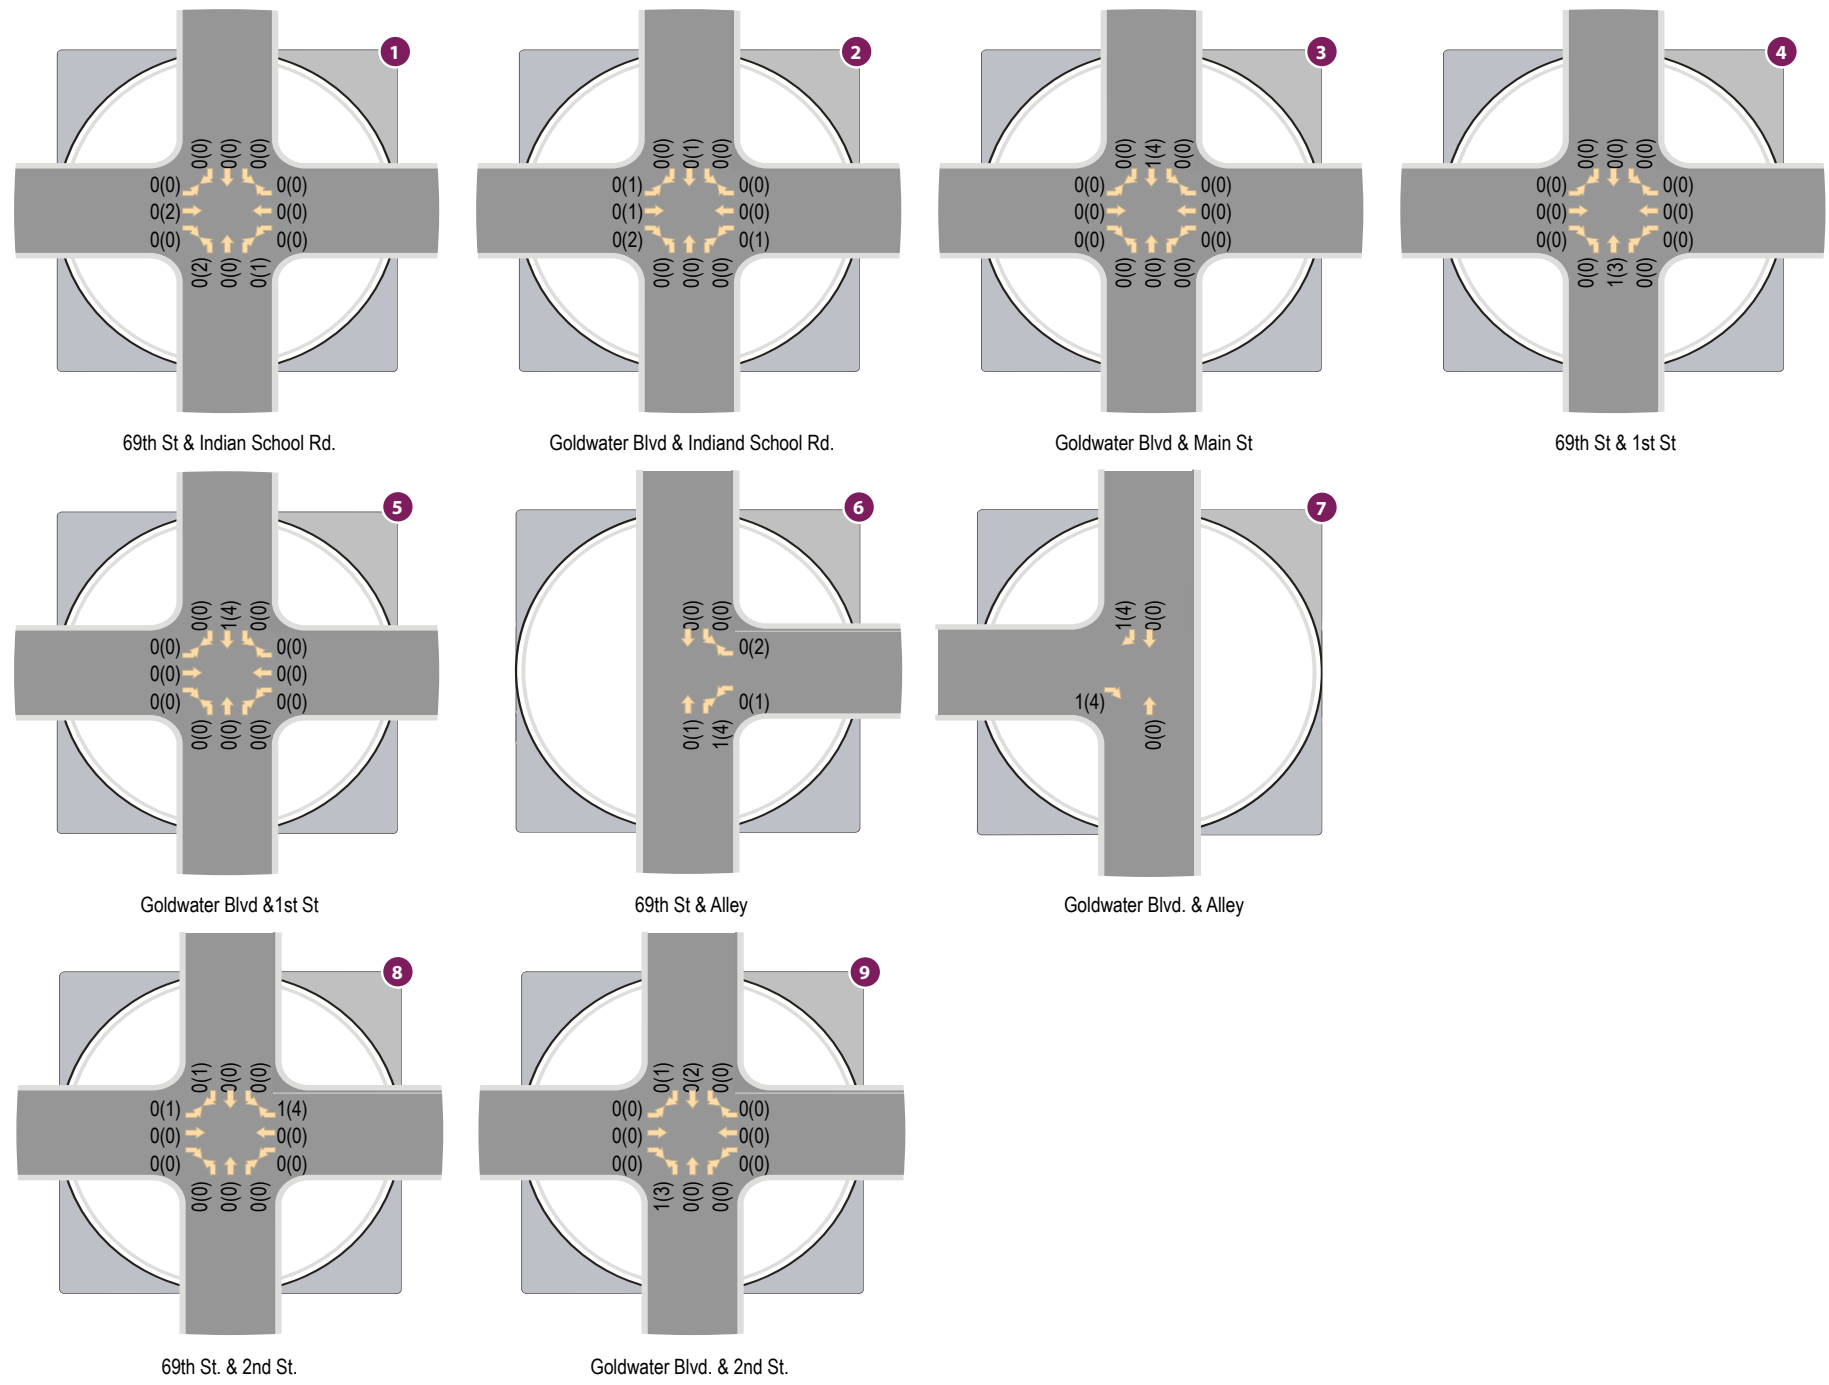 1
0(0) 0(0) 0(0)
0(0) 0(0)
0(2) 0(0)
0(0) 0(0)
0(2) 0(0) 0(1)
69th St & Indian School Rd.
2
0(0) 0(1) 0(0)
0(1) 0(0)
0(1) 0(0)
0(2) 0(1)
0(0) 0(0) 0(0)
Goldwater Blvd & Indiand School Rd.
3
0(0) 1(4) 0(0)
0(0) 0(0)
0(0) 0(0)
0(0) 0(0)
0(0) 0(0) 0(0)
Goldwater Blvd & Main St
4
0(0) 0(0) 0(0)
0(0) 0(0)
0(0) 0(0)
0(0) 0(0)
0(0) 1(3) 0(0)
69th St & 1st St
5
0(0) 1(4) 0(0)
0(0) 0(0)
0(0) 0(0)
0(0) 0(0)
0(0) 0(0) 0(0)
Goldwater Blvd &1st St
6
0(0) 0(0)
0(2)
0(1)
0(1) 1(4)
69th St & Alley
7
1(4) 0(0)
1(4)
0(0)
Goldwater Blvd. & Alley
8
0(1) 0(0) 0(0)
0(1) 1(4)
0(0) 0(0)
0(0) 0(0)
0(0) 0(0) 0(0)
69th St. & 2nd St.
9
0(1) 0(2) 0(0)
0(0) 0(0)
0(0) 0(0)
0(0) 0(0)
1(3) 0(0) 0(0)
Goldwater Blvd. & 2nd St.